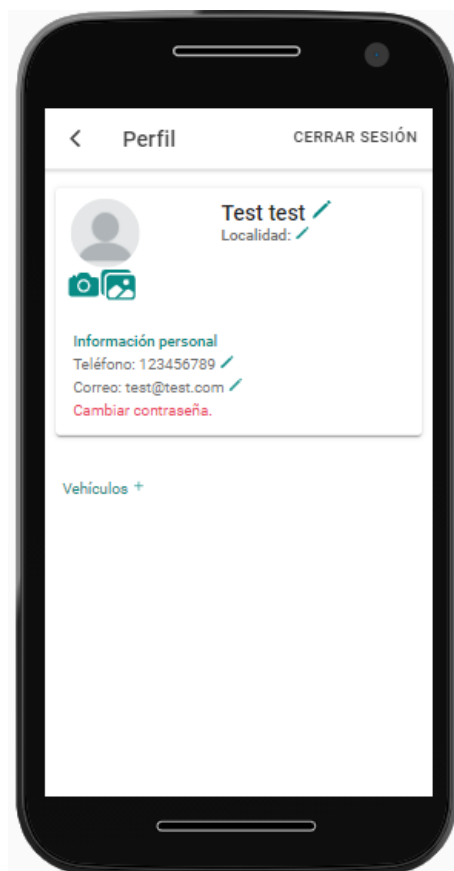 Perfil CERRAR SESIÓN
Test test
Localidad:
Información personal
Teléfono: 123456789
Correo: test@test.com
Cambiar contraseña.
Vehículos +